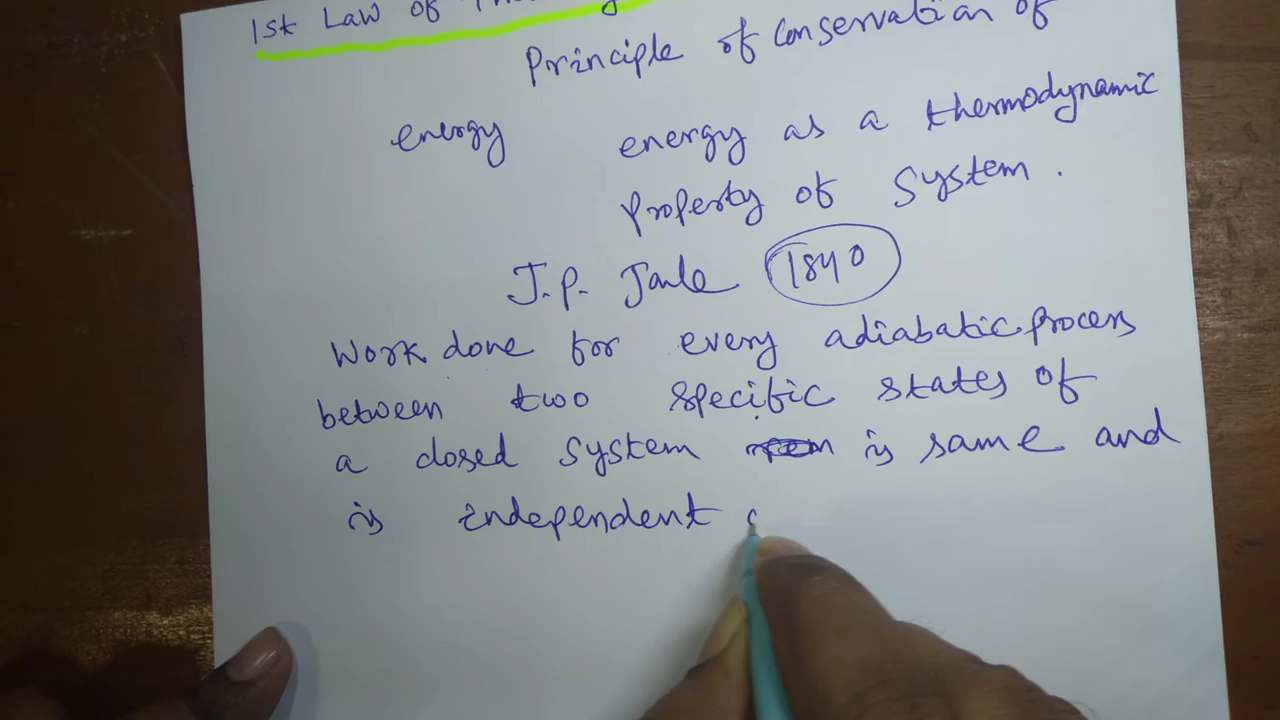 1st Law of
Principle of Conservation of
energy energy as a thermodynamic
property of System.
J.P. Joule 1840
Work done for every adiabatic process
between two specific states of
a closed system is same and
is independent